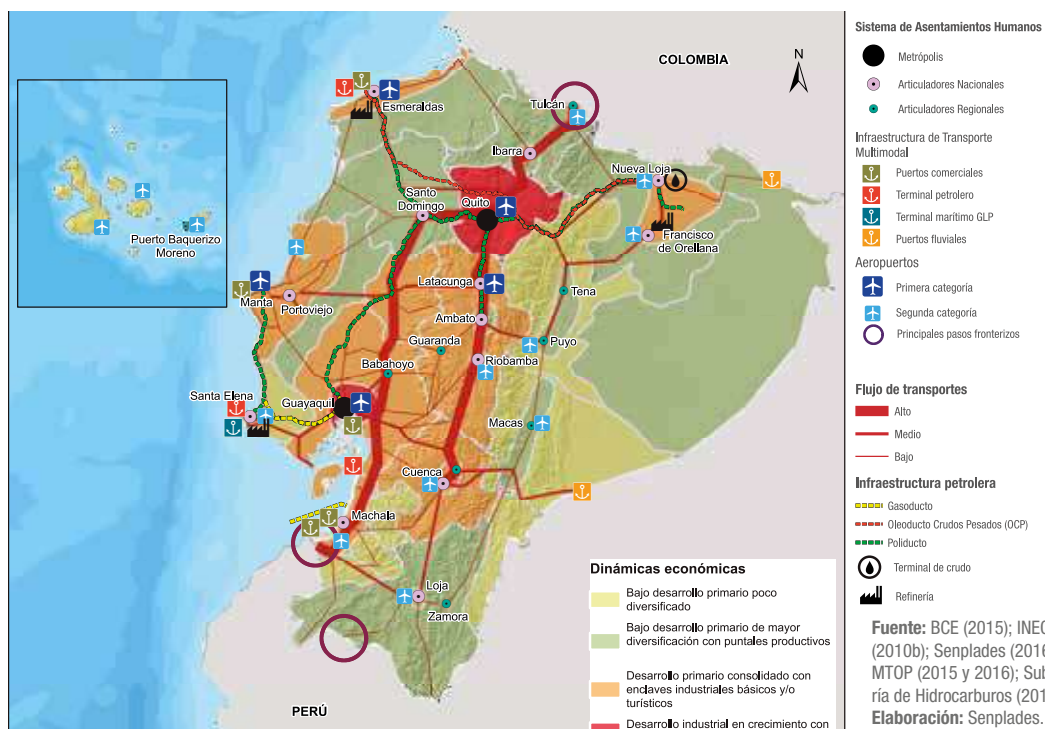 COLOMBIA
N
Esmeraldas
Tulcán
Ibarra
Nueva Loja
Santo
Domingo
Quito
Francisco
de Orellana
Puerto Baquerizo
Moreno
Latacunga
Tena
Manta
Portoviejo
Ambato
Guaranda
Puyo
Riobamba
Babahoyo
Santa Elena
Guayaquil
Macas
Cuenca
Machala
Loja
Zamora
PERÚ
Dinámicas económicas
Bajo desarrollo primario poco
diversificado
Bajo desarrollo primario de mayor
diversificación con puntales productivos
Desarrollo primario consolidado con
enclaves industriales básicos y/o
turísticos
Desarrollo industrial en crecimiento con
Sistema de Asentamientos Humanos
Metrópolis
Articuladores Nacionales
Articuladores Regionales
Infraestructura de Transporte
Multimodal
Puertos comerciales
Terminal petrolero
Terminal marítimo GLP
Puertos fluviales
Aeropuertos
Primera categoría
Segunda categoría
Principales pasos fronterizos
Flujo de transportes
Alto
Medio
Bajo
Infraestructura petrolera
Gasoducto
Oleoducto Crudos Pesados (OCP)
Poliducto
Terminal de crudo
Refinería
Fuente: BCE (2015); INEC
(2010b); Senplades (2016
MTOP (2015 y 2016); Sub
ría de Hidrocarburos (201
Elaboración: Senplades.